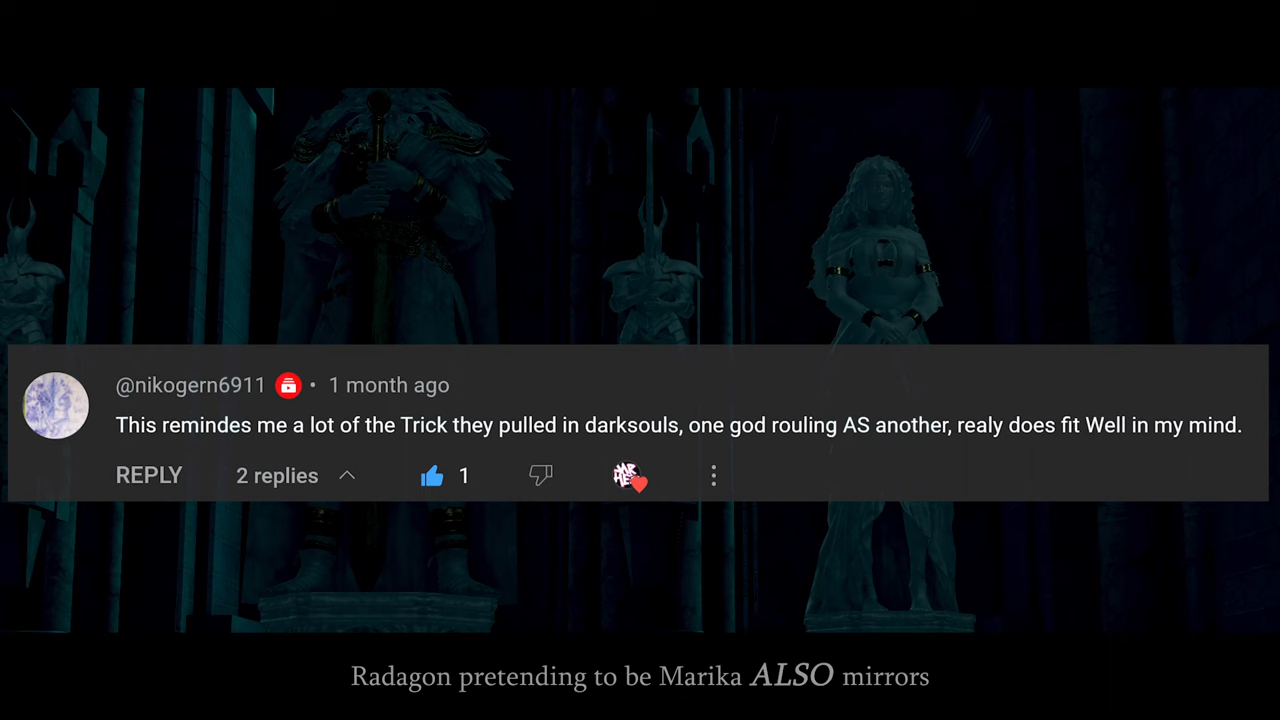 @nikogern6911 • 1 month ago
This remindes me a lot of the Trick they pulled in darksouls, one god rouling AS another, realy does fit Well in my mind.
REPLY 2 replies 1
Radagon pretending to be Marika ALSO mirrors